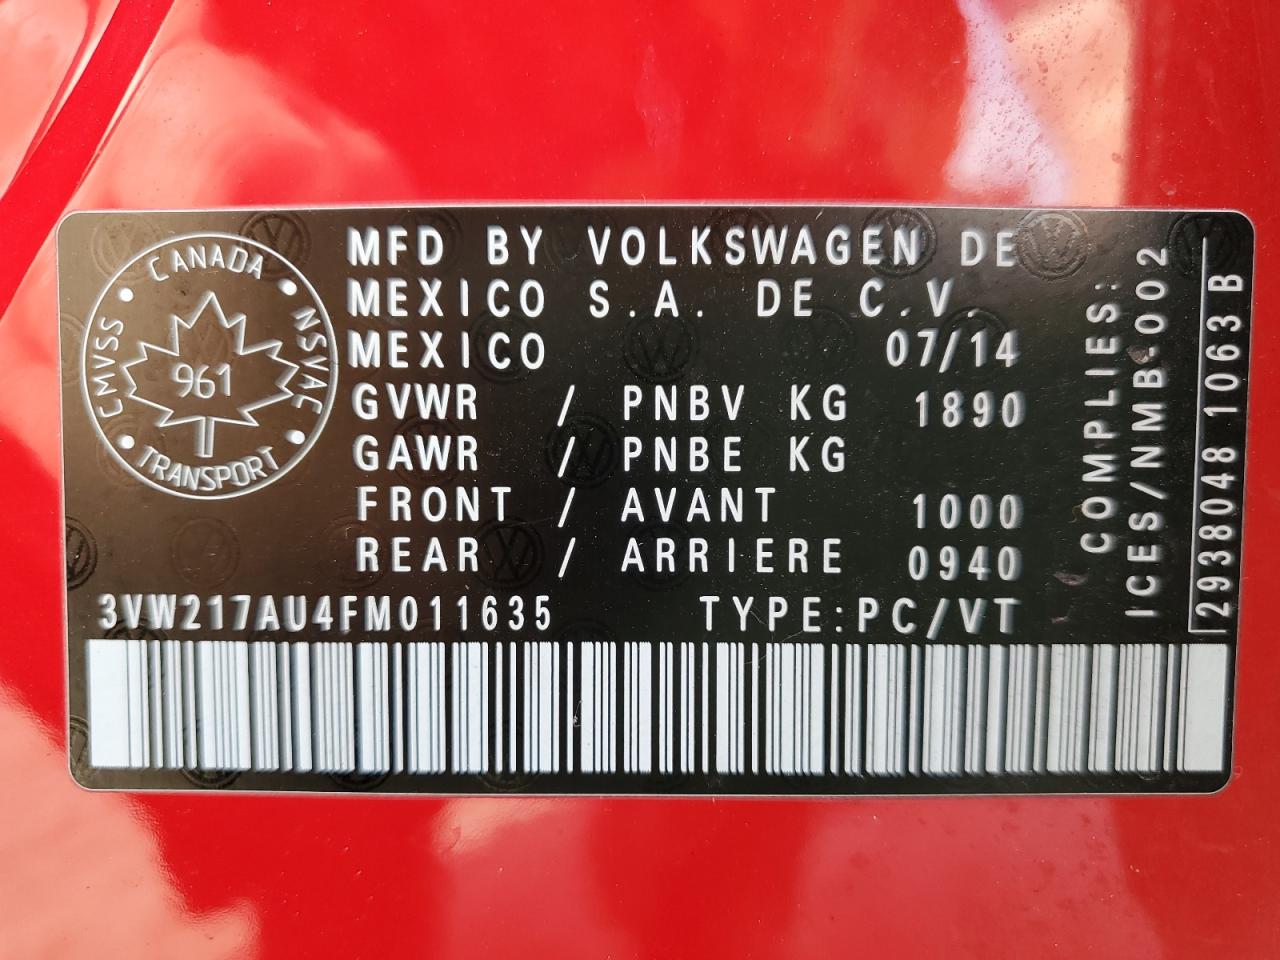 CANADA
CMVSS
NSVAC
961
TRANSPORT
MFD BY VOLKSWAGEN DE
MEXICO S.A. DE C.V.
MEXICO 07/14
GVWR / PNBV KG 1890
GAWR / PNBE KG
FRONT / AVANT 1000
REAR / ARRIERE 0940
3VW217AU4FM011635 TYPE:PC/VT
COMPLIES:
ICES/NMB-002
2938048 1063 B